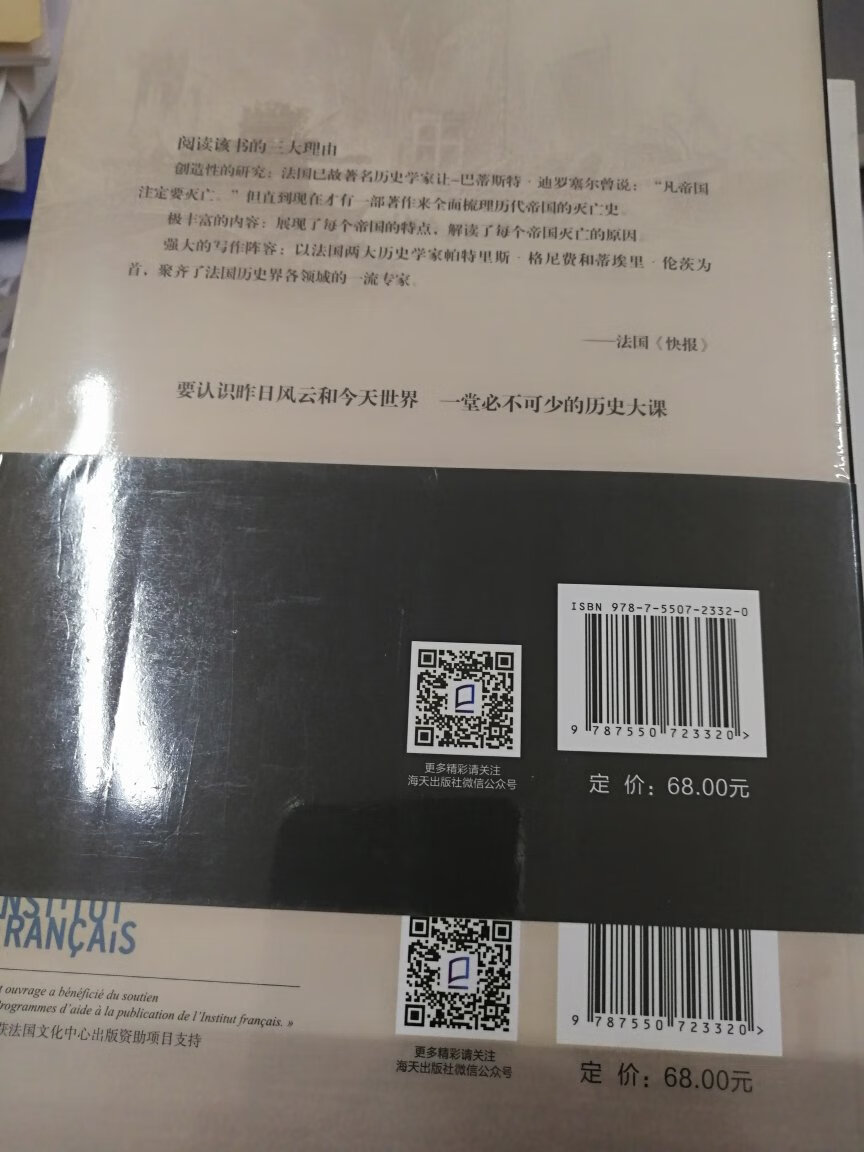 阅读该书的三大理由
创造性的研究：法国已故著名历史学家让-巴蒂斯特·迪罗塞尔曾说：“凡帝国
注定要灭亡。”但直到现在才有一部著作来全面梳理历代帝国的灭亡史。
极丰富的内容：展现了每个帝国的特点，解读了每个帝国灭亡的原因。
强大的写作阵容：以法国两大历史学家帕特里斯·格尼费和蒂埃里·伦茨为
首，聚齐了法国历史界各领域的一流专家。
——法国《快报》
要认识昨日风云和今天世界 一堂必不可少的历史大课
ISBN 978-7-5507-2332-0
9 787550 723320 >
更多精彩请关注
海天出版社微信公众号
定 价：68.00元
NSTITUT
RANÇAIS
t ouvrage a bénéficié du soutien
rogrammes d'aide à la publication de l'Institut français. »
获法国文化中心出版资助项目支持
9 787550 723320 >
更多精彩请关注
海天出版社微信公众号
定 价：68.00元